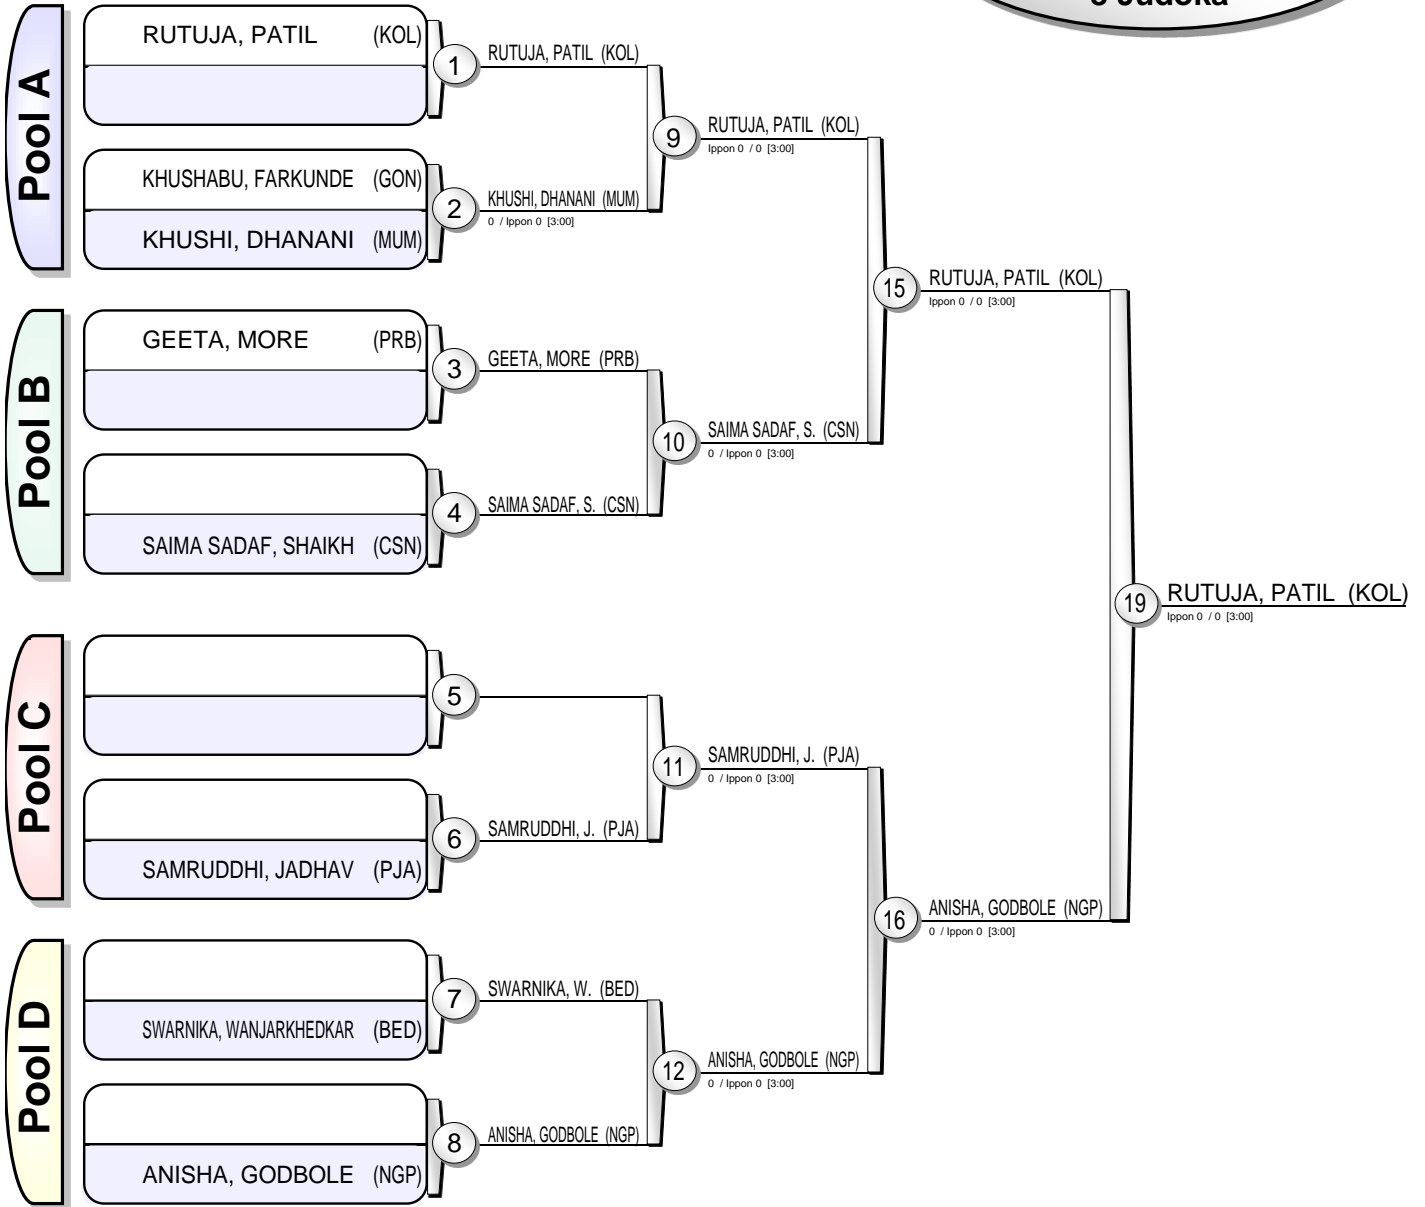 Judoka
Pool A
RUTUJA, PATIL (KOL)
KHUSHABU, FARKUNDE (GON)
KHUSHI, DHANANI (MUM)
1
RUTUJA, PATIL (KOL)
2
KHUSHI, DHANANI (MUM)
0 / Ippon 0 [3:00]
9
RUTUJA, PATIL (KOL)
Ippon 0 / 0 [3:00]
Pool B
GEETA, MORE (PRB)
SAIMA SADAF, SHAIKH (CSN)
3
GEETA, MORE (PRB)
4
SAIMA SADAF, S. (CSN)
10
SAIMA SADAF, S. (CSN)
0 / Ippon 0 [3:00]
15
RUTUJA, PATIL (KOL)
Ippon 0 / 0 [3:00]
Pool C
SAMRUDDHI, JADHAV (PJA)
5
6
SAMRUDDHI, J. (PJA)
11
SAMRUDDHI, J. (PJA)
0 / Ippon 0 [3:00]
Pool D
SWARNIKA, WANJARKHEDKAR (BED)
ANISHA, GODBOLE (NGP)
7
SWARNIKA, W. (BED)
8
ANISHA, GODBOLE (NGP)
12
ANISHA, GODBOLE (NGP)
0 / Ippon 0 [3:00]
16
ANISHA, GODBOLE (NGP)
0 / Ippon 0 [3:00]
19
RUTUJA, PATIL (KOL)
Ippon 0 / 0 [3:00]